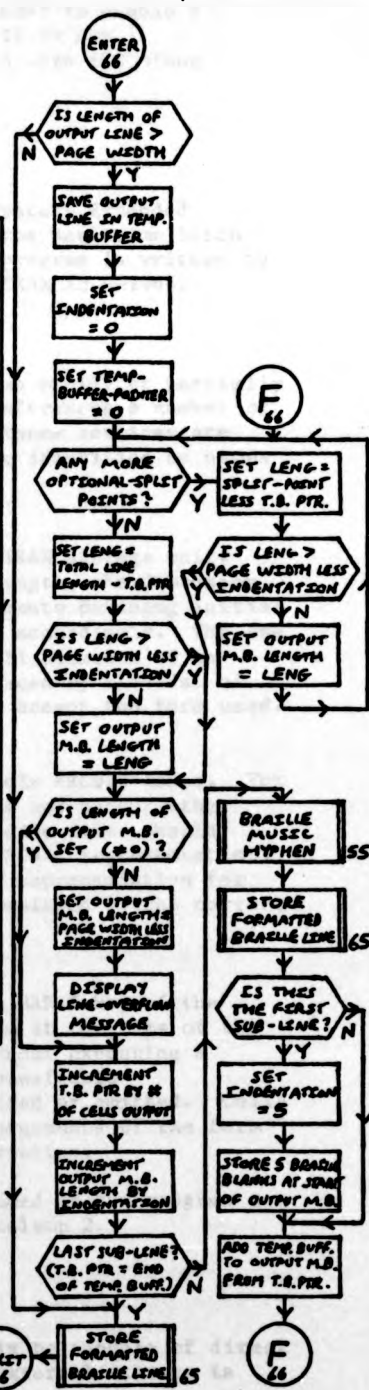 ENTER
66
IS LENGTH OF
OUTPUT LINE >
PAGE WIDTH
N
Y
SAVE OUTPUT
LINE IN TEMP.
BUFFER
SET
INDENTATION
= 0
SET TEMP-
BUFFER-POINTER
= 0
ANY MORE
OPTIONAL-SPLIT
POINTS?
Y
N
SET LENG =
TOTAL LINE
LENGTH - T.B. PTR
IS LENG >
PAGE WIDTH LESS
INDENTATION
Y
N
SET OUTPUT
M.B. LENGTH
= LENG
IS LENGTH OF
OUTPUT M.B.
SET (≠0)?
Y
N
SET OUTPUT
M.B. LENGTH =
PAGE WIDTH LESS
INDENTATION
DISPLAY
LINE-OVERFLOW
MESSAGE
INCREMENT
T.B. PTR BY #
OF CELLS OUTPUT
INCREMENT
OUTPUT M.B.
LENGTH BY
INDENTATION
LAST SUB-LINE?
(T.B. PTR = END
OF TEMP. BUFF.)
N
Y
STORE
FORMATTED
BRAILLE LINE
65
F
66
SET LENG =
SPLIT-POINT
LESS T.B. PTR.
IS LENG >
PAGE WIDTH LESS
INDENTATION
Y
N
SET OUTPUT
M.B. LENGTH
= LENG
BRAILLE
MUSIC
HYPHEN
55
STORE
FORMATTED
BRAILLE LINE
65
IS THIS
THE FIRST
SUB-LINE?
N
Y
SET
INDENTATION
= 5
STORE 5 BRAILLE
BLANKS AT START
OF OUTPUT M.B.
ADD TEMP. BUFF.
TO OUTPUT M.B.
FROM T.B. PTR.
F
66